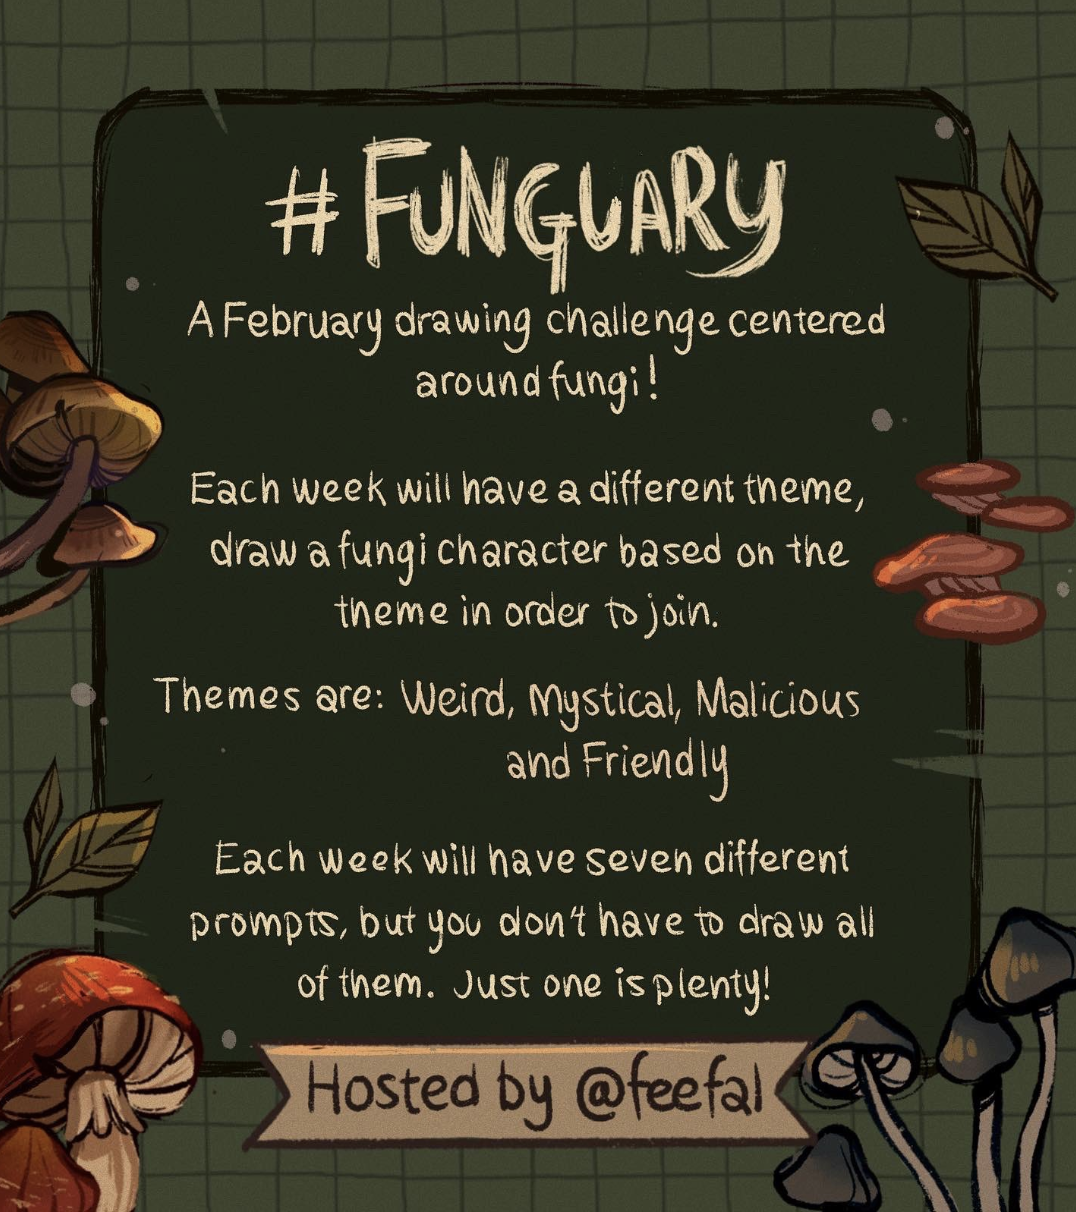 # FUNGUARY
A February drawing challenge centered
around fungi!
Each week will have a different theme,
draw a fungi character based on the
theme in order to join.
Themes are: Weird, Mystical, Malicious
and Friendly
Each week will have seven different
prompts, but you don't have to draw all
of them. Just one is plenty!
Hosted by @feefal